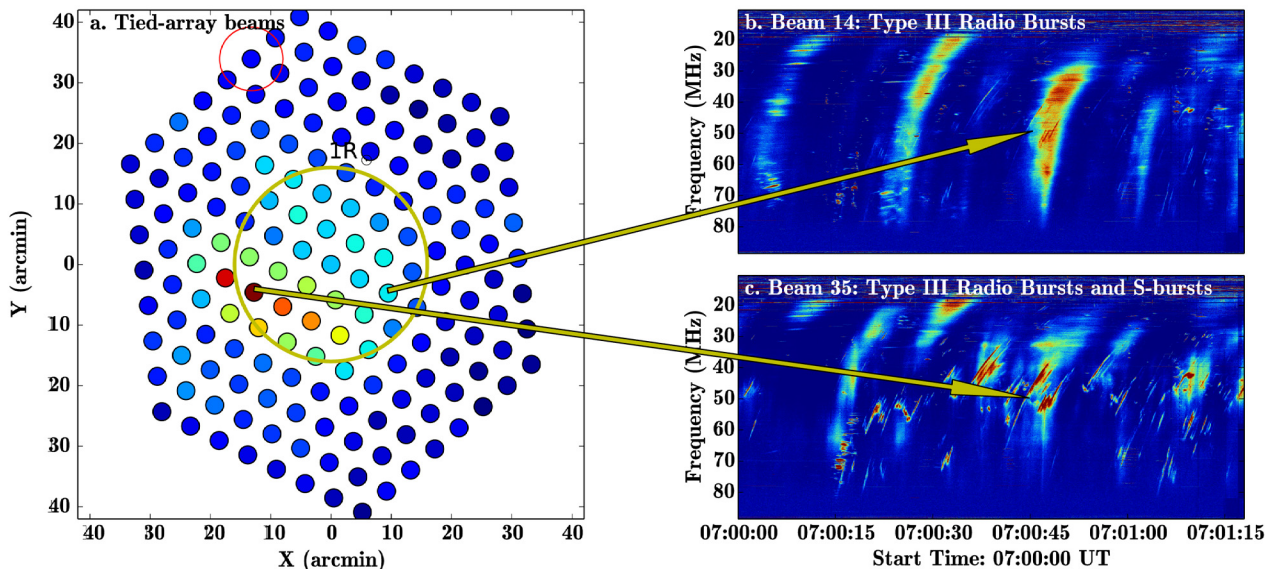 a. Tied-array beams
40
30
20
10
0
10
20
30
40
Y (arcmin)
1R☉
40 30 20 10 0 10 20 30 40
X (arcmin)
b. Beam 14: Type III Radio Bursts
20
30
40
50
60
70
80
Frequency (MHz)
c. Beam 35: Type III Radio Bursts and S-bursts
20
30
40
50
60
70
80
Frequency (MHz)
07:00:00 07:00:15 07:00:30 07:00:45 07:01:00 07:01:15
Start Time: 07:00:00 UT